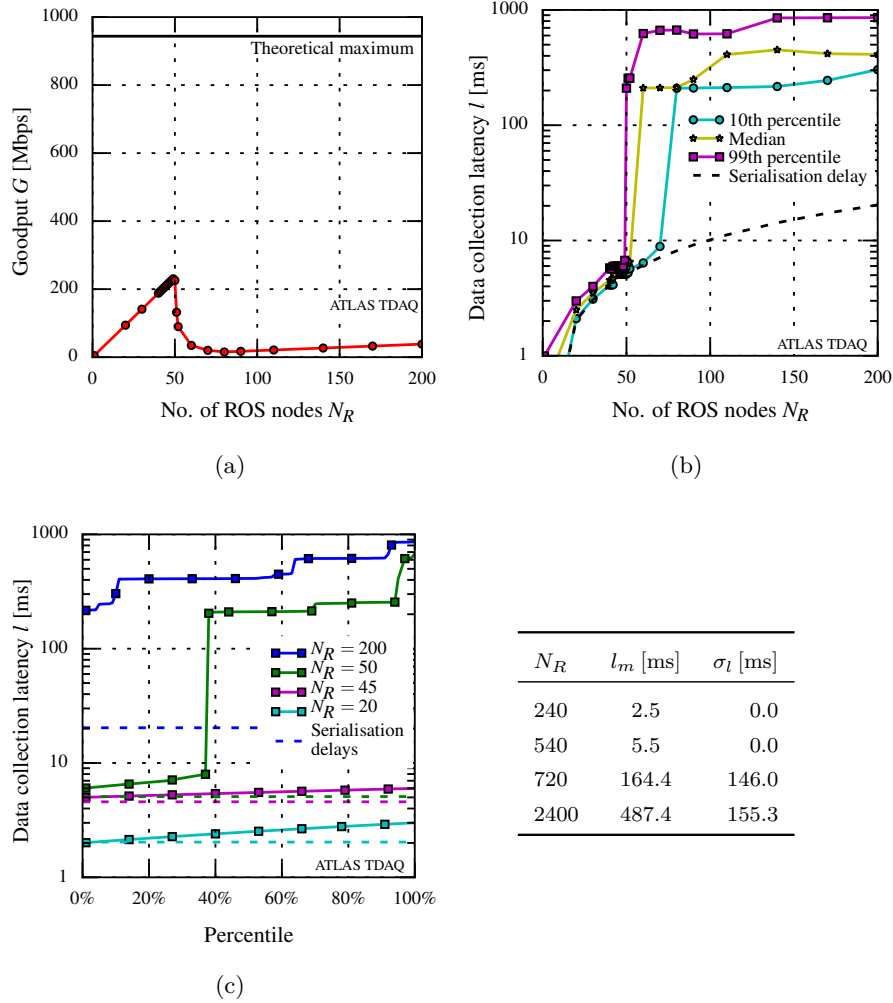 1000
800
600
400
200
0
Goodput G [Mbps]
Theoretical maximum
ATLAS TDAQ
0 50 100 150 200
No. of ROS nodes N_R
(a)
1000
100
10
1
Data collection latency l [ms]
10th percentile
Median
99th percentile
Serialisation delay
ATLAS TDAQ
0 50 100 150 200
No. of ROS nodes N_R
(b)
1000
100
10
1
Data collection latency l [ms]
N_R = 200
N_R = 50
N_R = 45
N_R = 20
Serialisation
delays
ATLAS TDAQ
0% 20% 40% 60% 80% 100%
Percentile
(c)
N_R l_m [ms] σ_l [ms]
240 2.5 0.0
540 5.5 0.0
720 164.4 146.0
2400 487.4 155.3